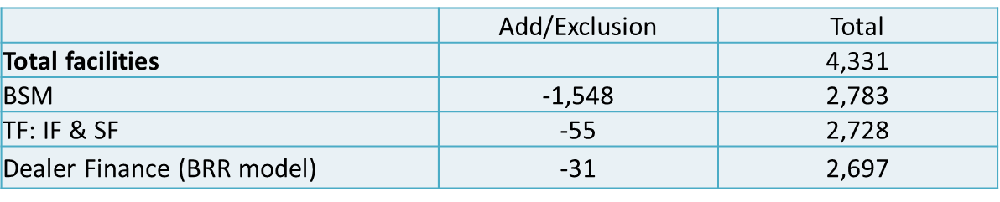 Add/Exclusion Total
Total facilities 4,331
BSM -1,548 2,783
TF: IF & SF -55 2,728
Dealer Finance (BRR model) -31 2,697